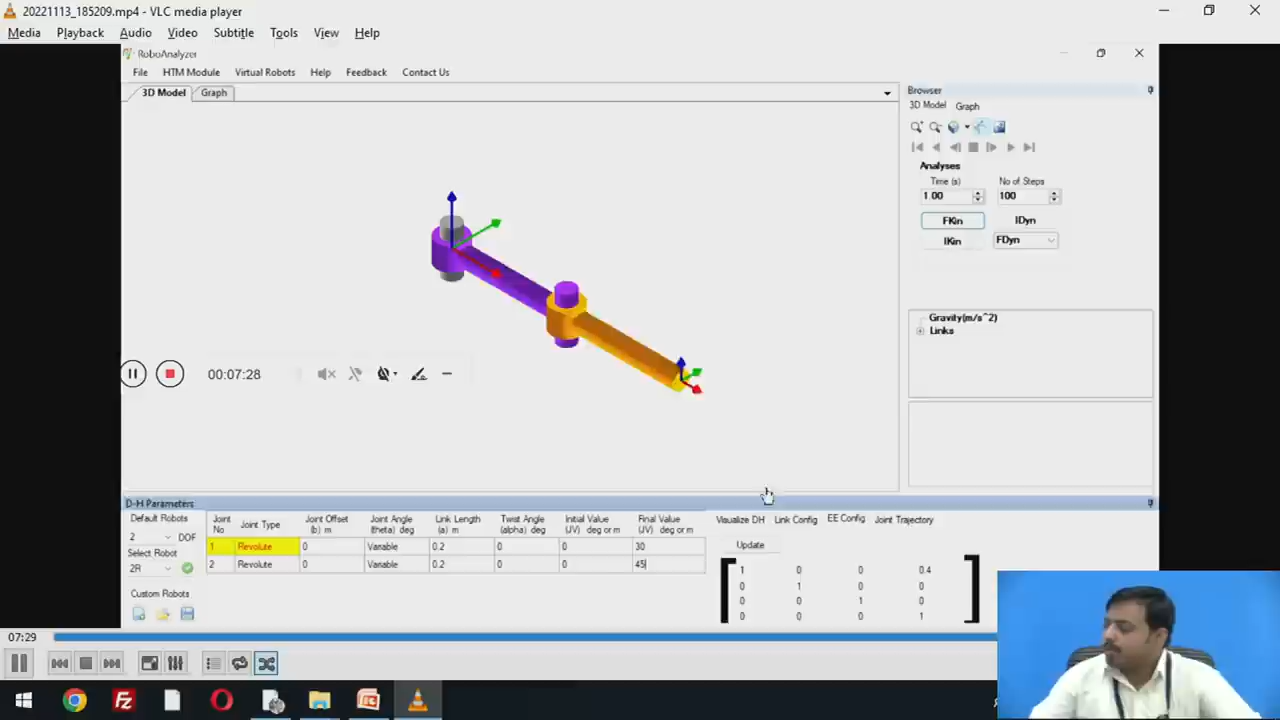 20221113_185209.mp4 - VLC media player
Media Playback Audio Video Subtitle Tools View Help
RoboAnalyzer
File HTM Module Virtual Robots Help Feedback Contact Us
3D Model Graph
Browser
3D Model Graph
Analyses
Time (s) No of Steps
1.00 100
FKin IDyn
IKin FDyn
Gravity(m/s^2)
Links
00:07:28
D-H Parameters
Default Robots
2 DOF
Select Robot
2R
Custom Robots
Joint No Joint Type Joint Offset (b) m Joint Angle (theta) deg Link Length (a) m Twist Angle (alpha) deg Initial Value (JV) deg or m Final Value (JV) deg or m
1 Revolute 0 Variable 0.2 0 0 30
2 Revolute 0 Variable 0.2 0 0 45
Visualize DH Link Config EE Config Joint Trajectory
Update
1 0 0 0.4
0 1 0 0
0 0 1 0
0 0 0 1
07:29